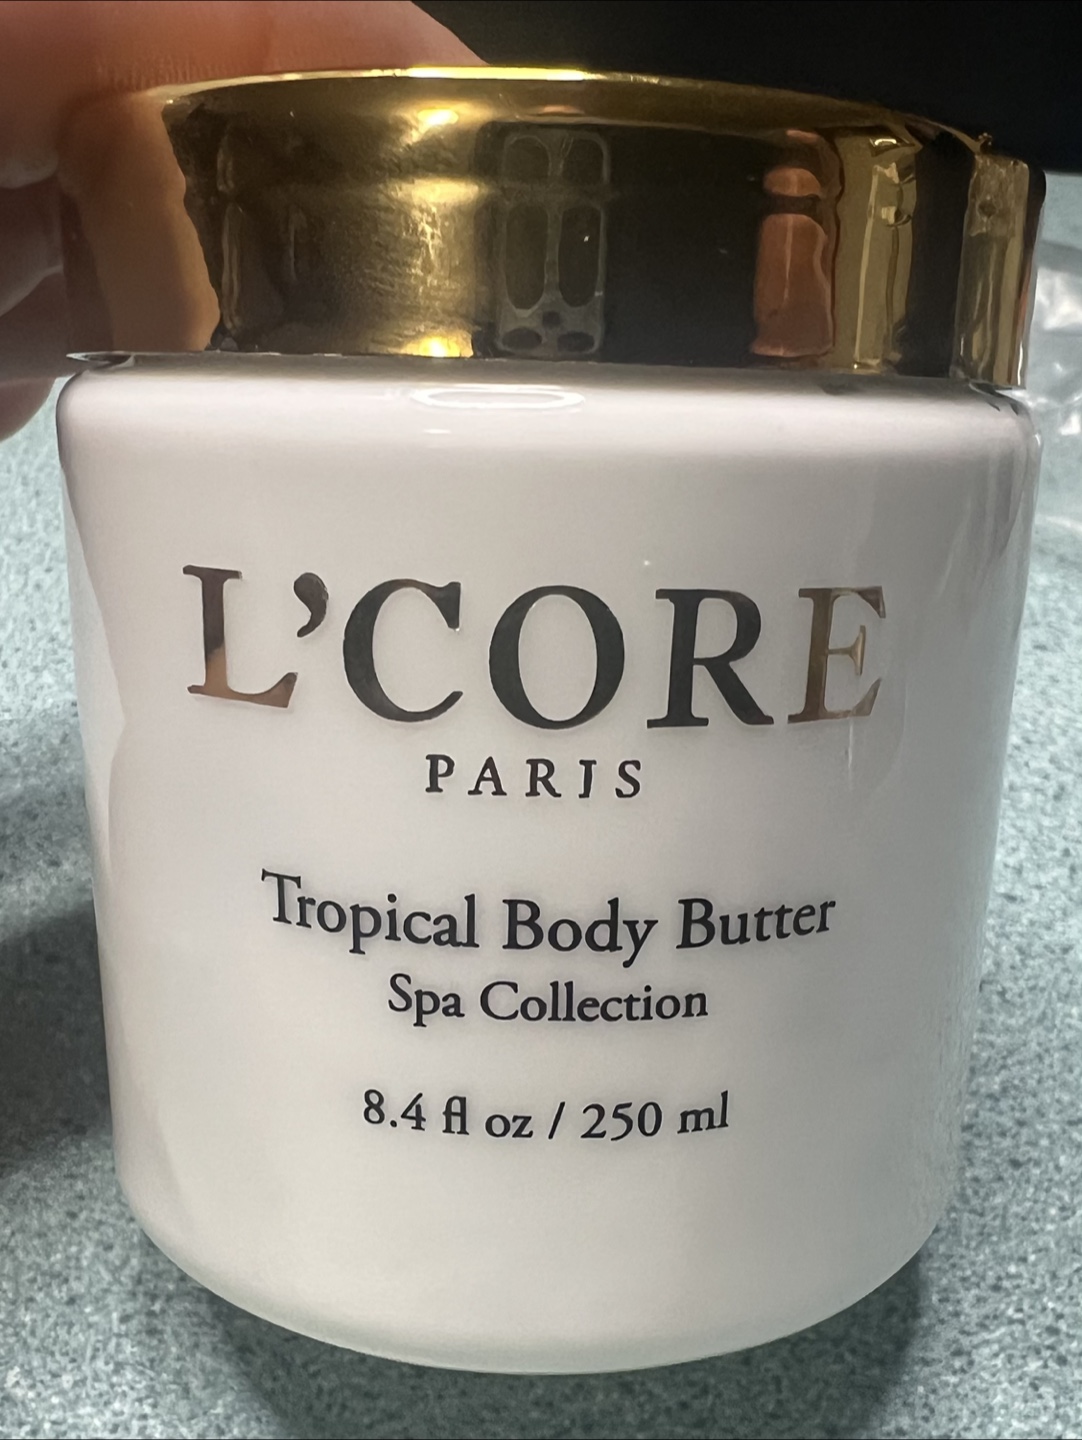 L'CORE
PARIS
Tropical Body Butter
Spa Collection
8.4 fl oz / 250 ml